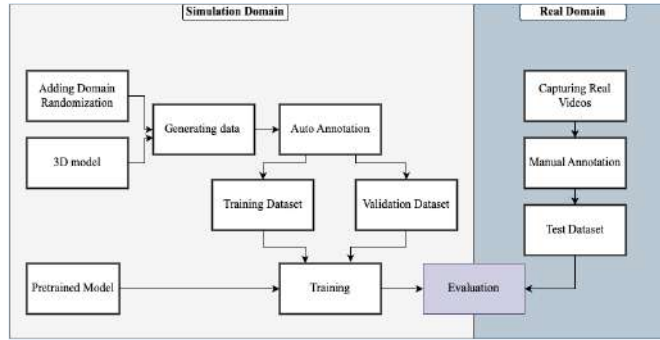 Simulation Domain
Real Domain
Adding Domain
Randomization
3D model
Generating data
Auto Annotation
Training Dataset
Validation Dataset
Pretrained Model
Training
Evaluation
Capturing Real
Videos
Manual Annotation
Test Dataset